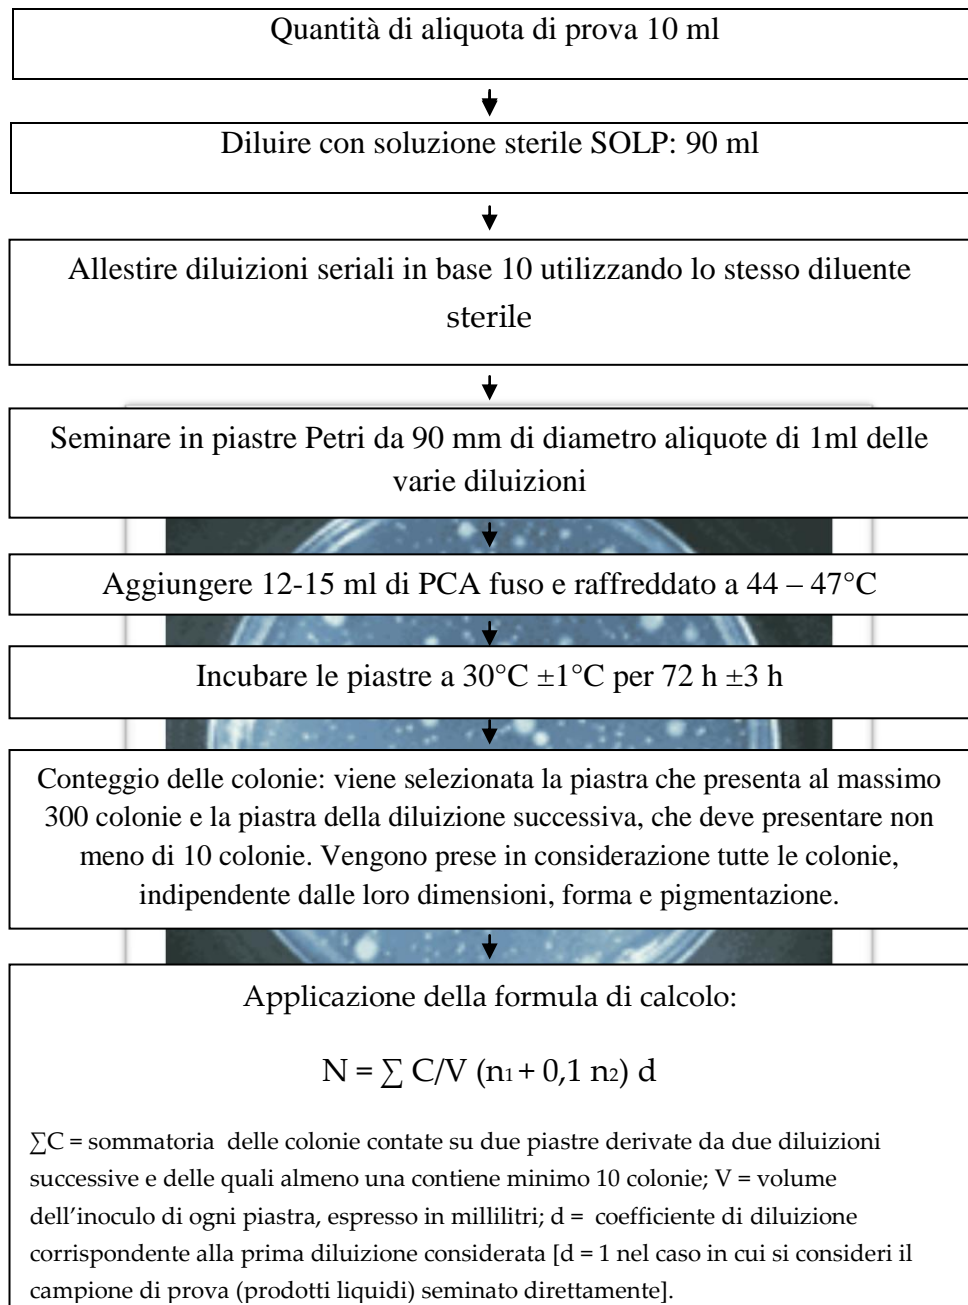 Quantità di aliquota di prova 10 ml
Diluire con soluzione sterile SOLP: 90 ml
Allestire diluizioni seriali in base 10 utilizzando lo stesso diluente
sterile
Seminare in piastre Petri da 90 mm di diametro aliquote di 1ml delle
varie diluizioni
Aggiungere 12-15 ml di PCA fuso e raffreddato a 44 – 47°C
Incubare le piastre a 30°C ±1°C per 72 h ±3 h
Conteggio delle colonie: viene selezionata la piastra che presenta al massimo
300 colonie e la piastra della diluizione successiva, che deve presentare non
meno di 10 colonie. Vengono prese in considerazione tutte le colonie,
indipendente dalle loro dimensioni, forma e pigmentazione.
Applicazione della formula di calcolo:
N = ∑ C/V (n₁ + 0,1 n₂) d
∑C = sommatoria delle colonie contate su due piastre derivate da due diluizioni
successive e delle quali almeno una contiene minimo 10 colonie; V = volume
dell’inoculo di ogni piastra, espresso in millilitri; d = coefficiente di diluizione
corrispondente alla prima diluizione considerata [d = 1 nel caso in cui si consideri il
campione di prova (prodotti liquidi) seminato direttamente].